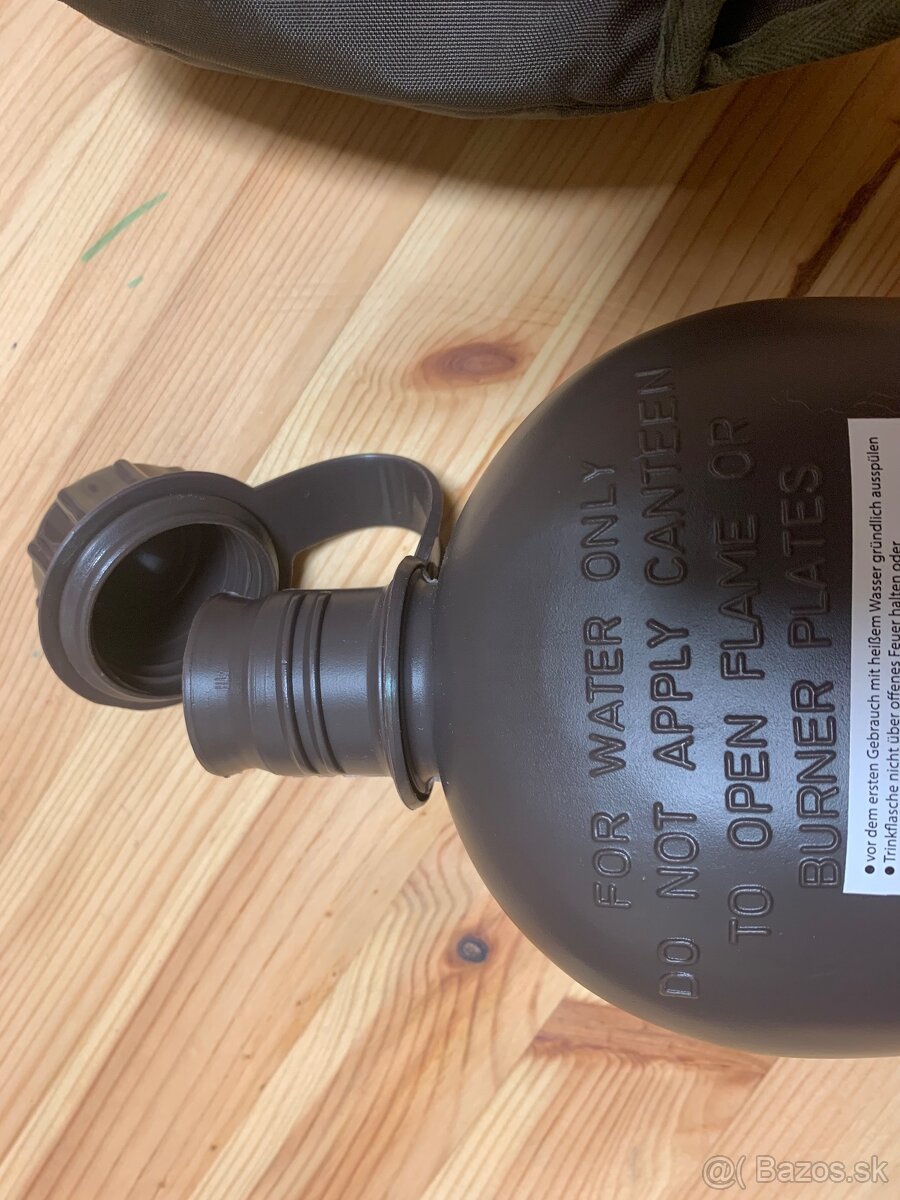 FOR WATER ONLY
DO NOT APPLY CANTEEN
TO OPEN FLAME OR
BURNER PLATES
● vor dem ersten Gebrauch mit heißem Wasser gründlich ausspülen
● Trinkflasche nicht über offenes Feuer halten oder
@( Bazos.sk